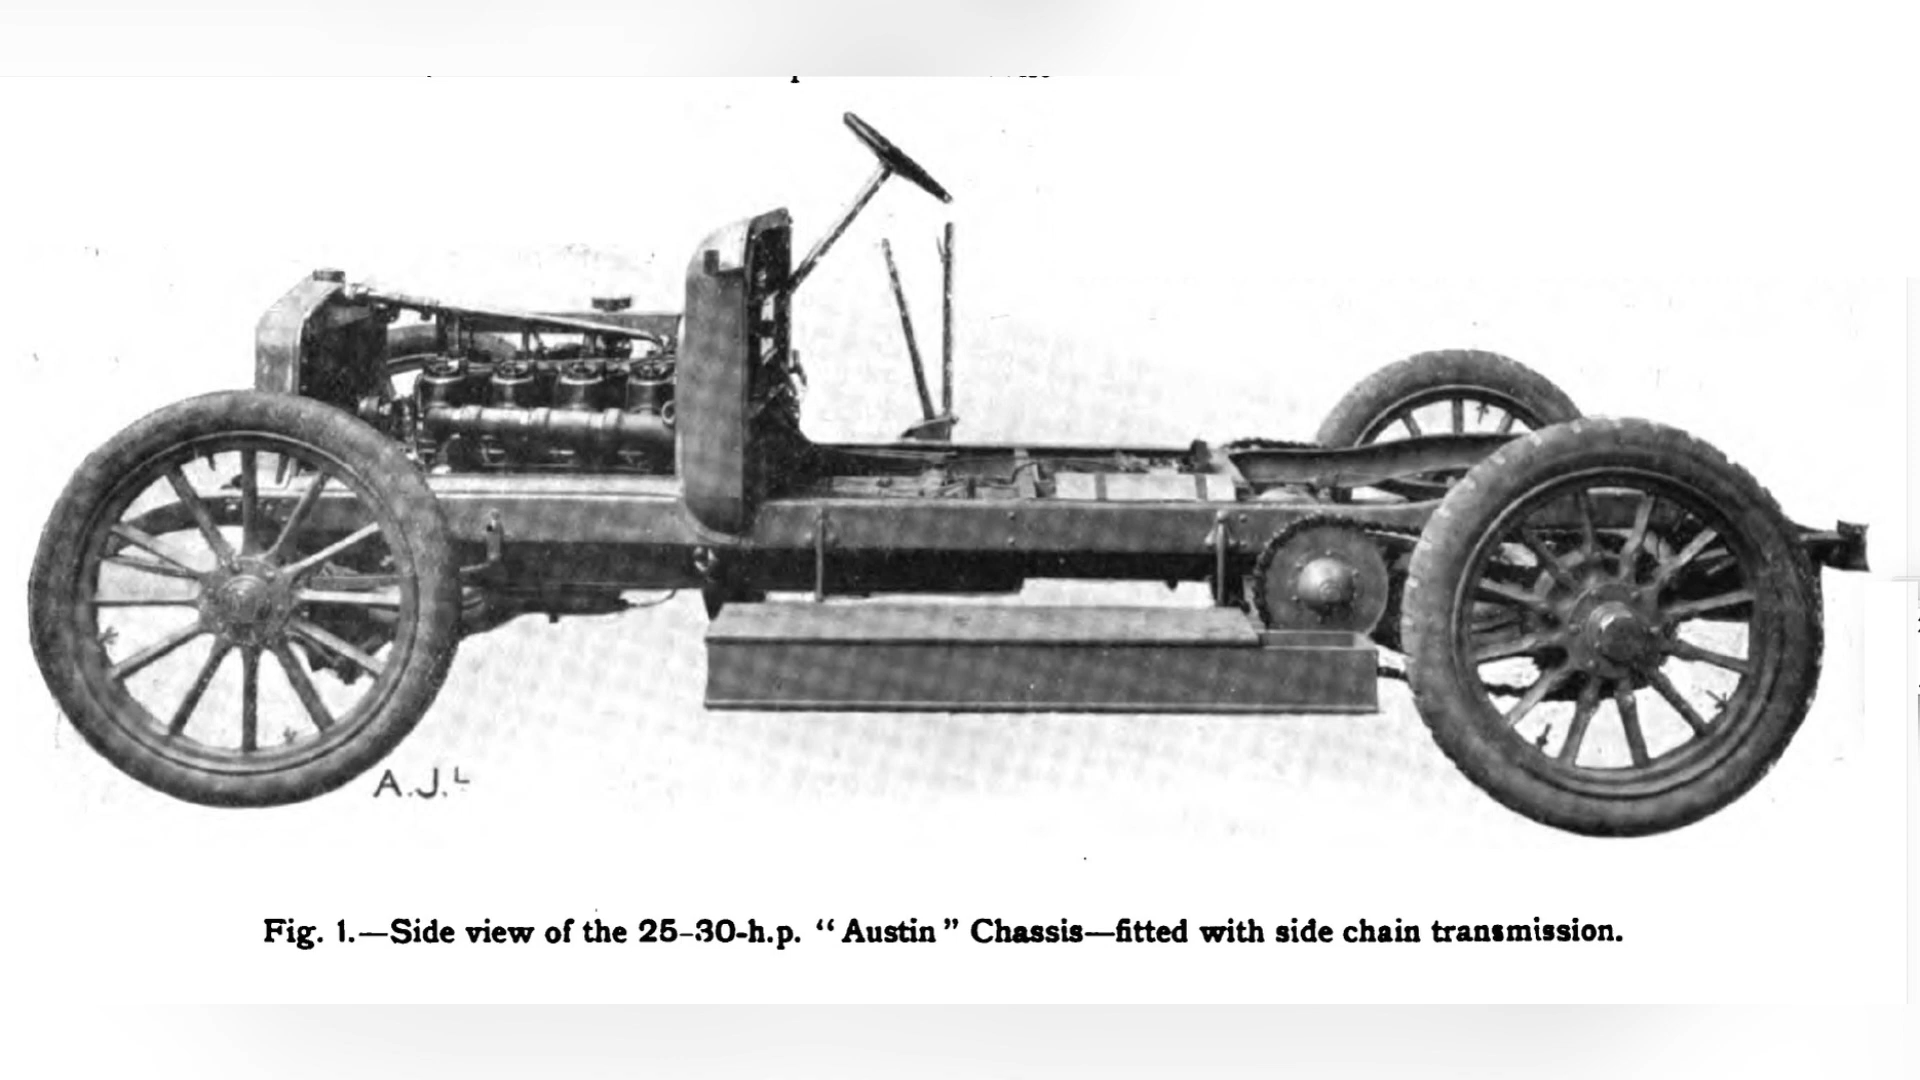 A.J.L
Fig. 1.—Side view of the 25-30-h.p. “Austin” Chassis—fitted with side chain transmission.